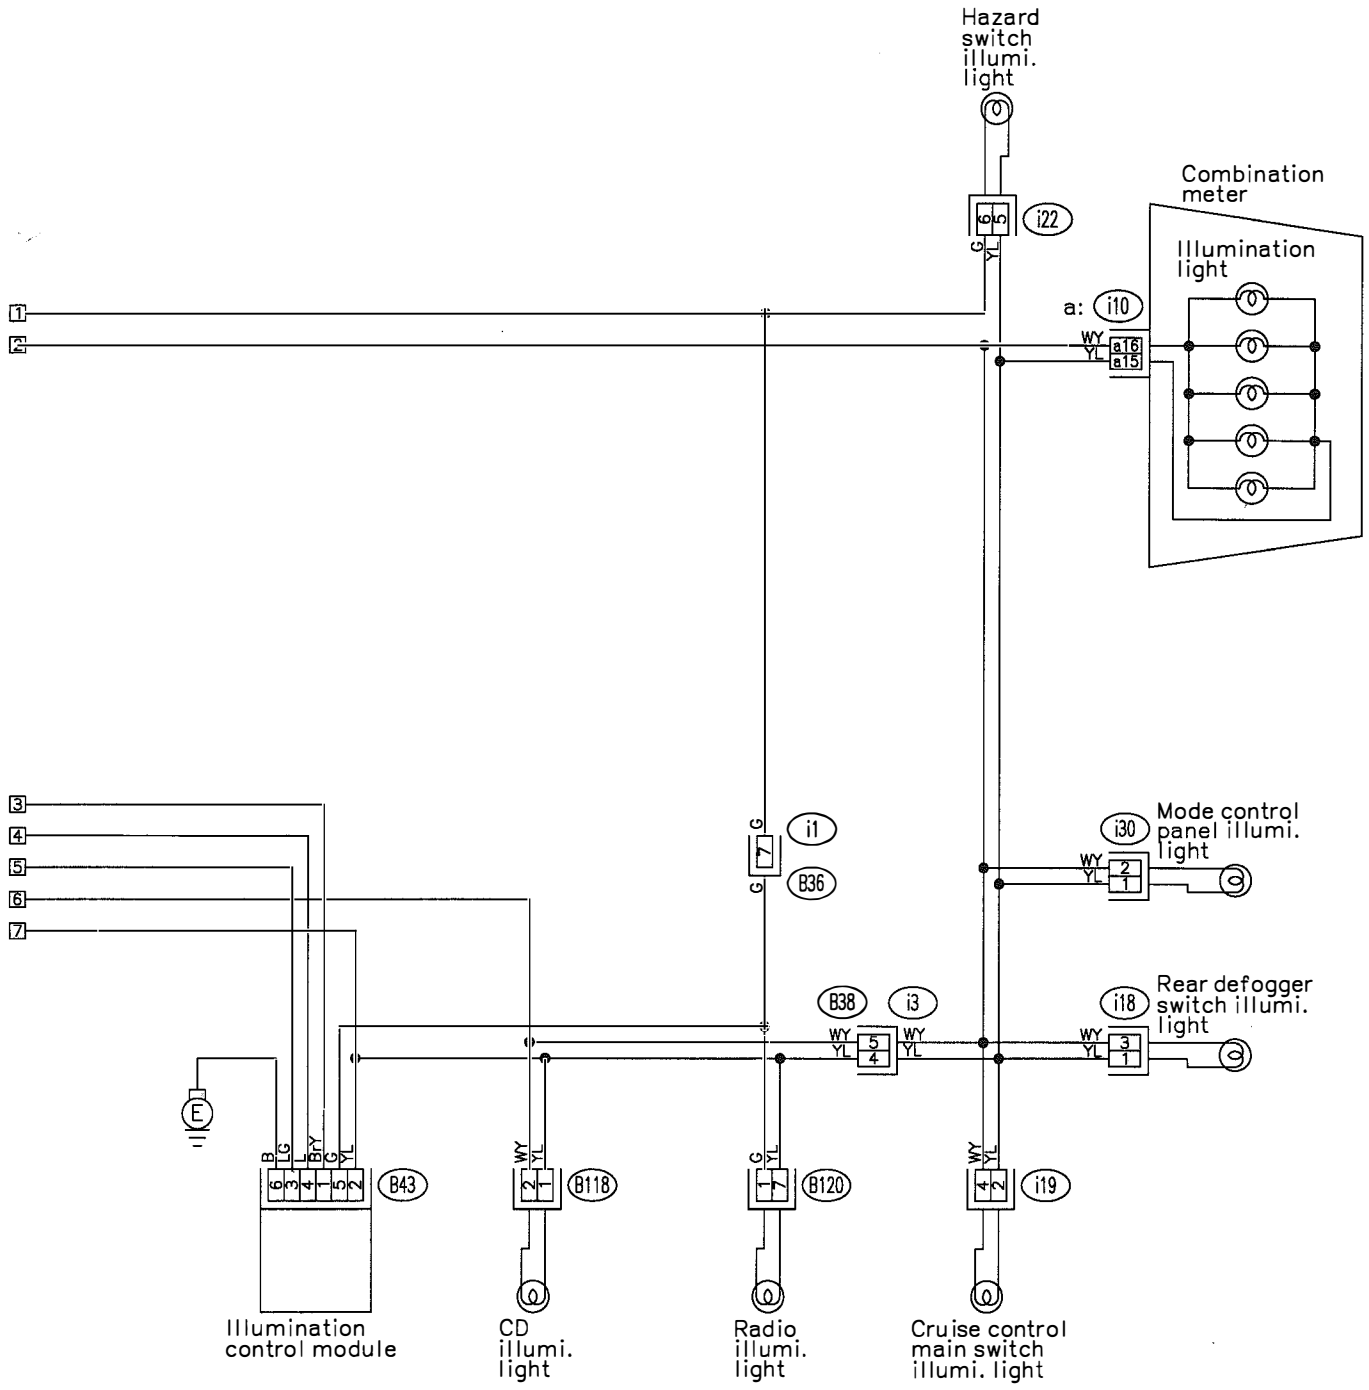 Hazard
switch
illumi.
light
6 5
i22
G YL
Combination
meter
Illumination
light
1
2
a: i10
WY a16
YL a15
3
4
5
6
7
G
7
i1
G
B36
i30
Mode control
panel illumi.
light
WY 2
YL 1
B38
i3
WY 5 WY
YL 4 YL
i18
Rear defogger
switch illumi.
light
WY 3
YL 1
E
B LG L BrY G YL
6 3 4 1 5 2
B43
WY YL
2 1
B118
G YL
1 7
B120
WY YL
4 2
i19
Illumination
control module
CD
illumi.
light
Radio
illumi.
light
Cruise control
main switch
illumi. light